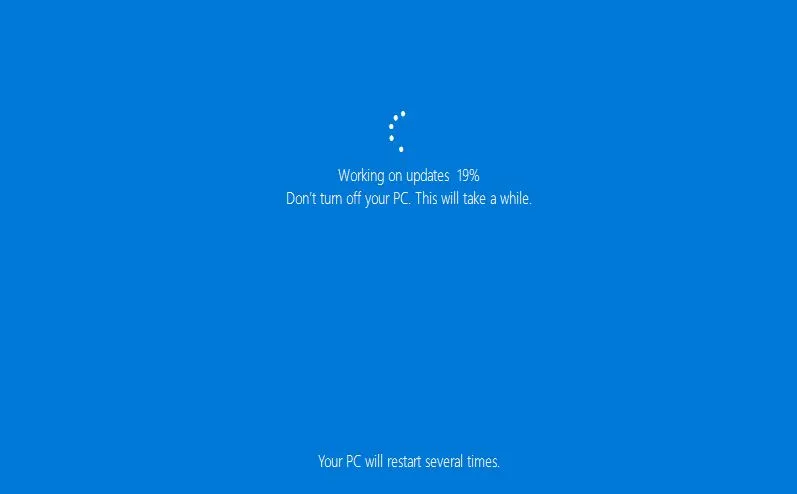 Working on updates 19%
Don't turn off your PC. This will take a while.
Your PC will restart several times.